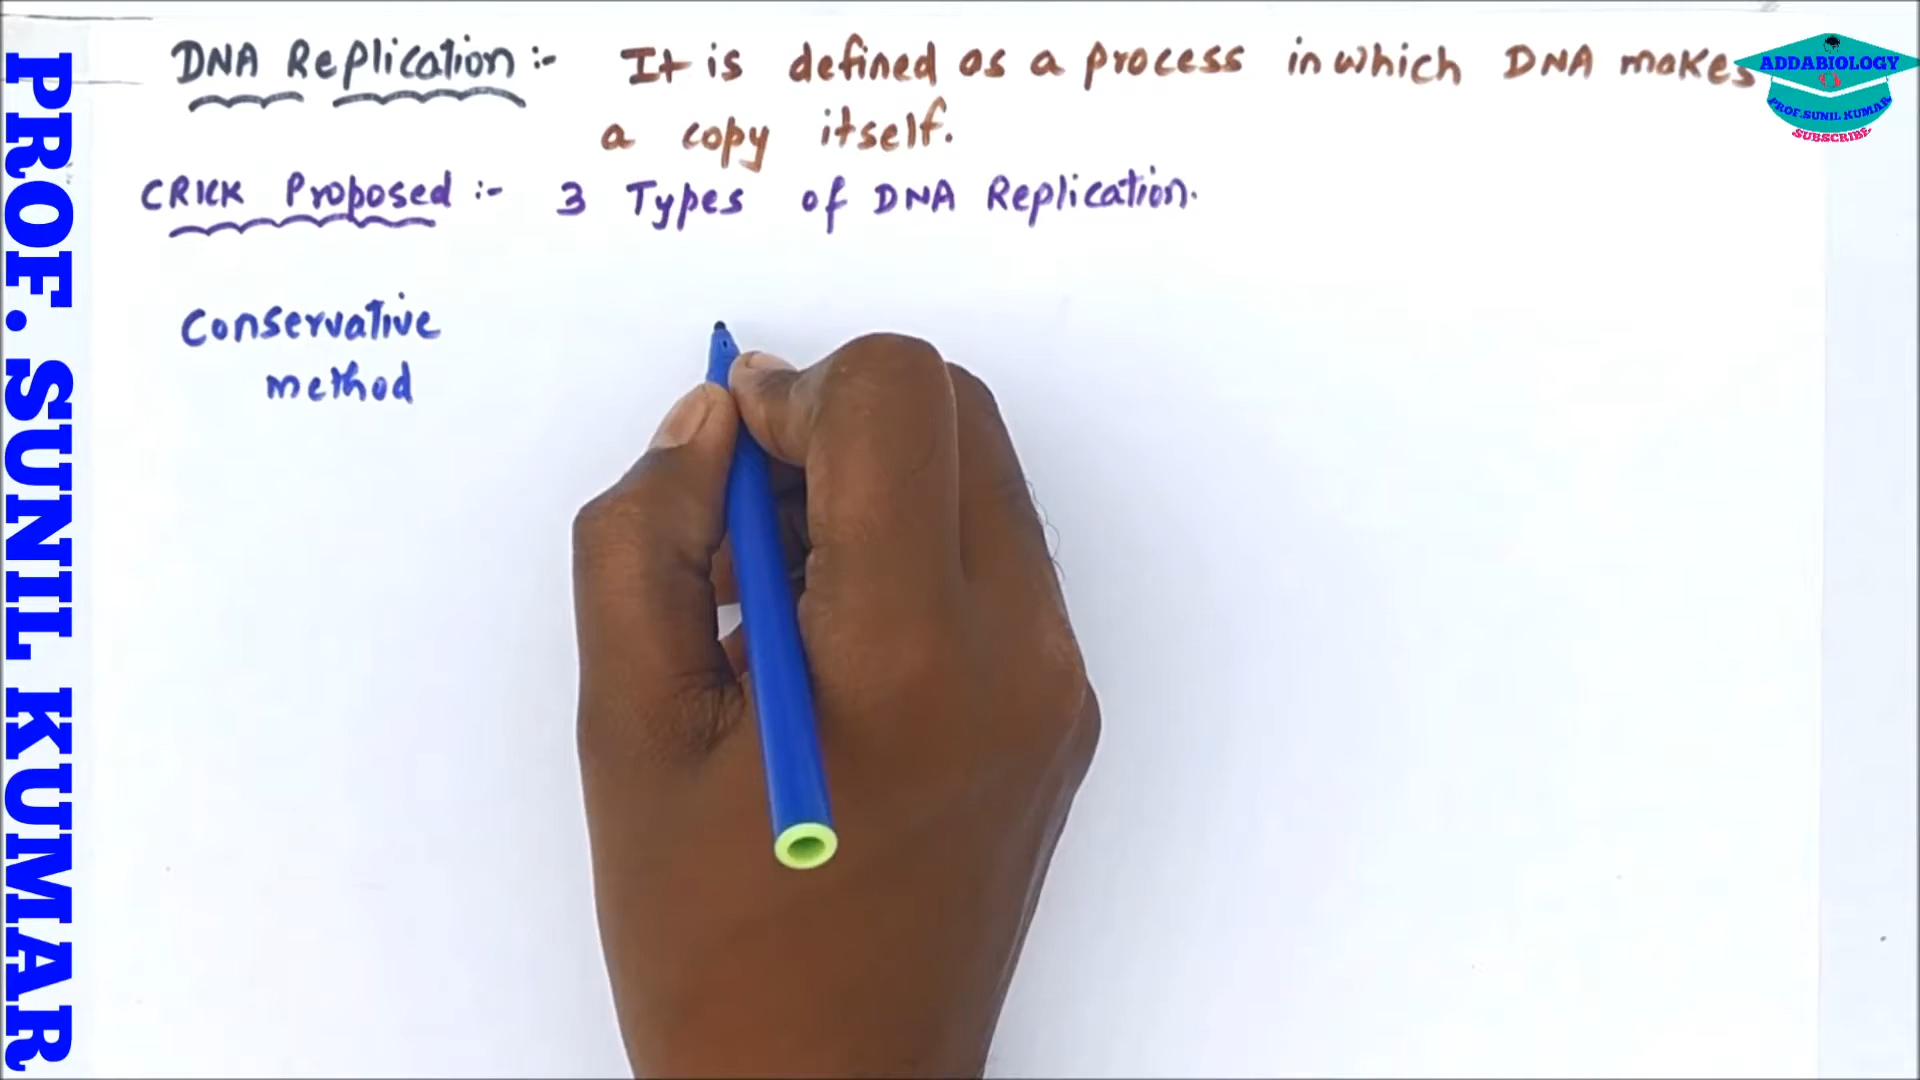 PROF. SUNIL KUMAR
DNA Replication :- It is defined as a process in which DNA makes
a copy itself.
CRICK Proposed :- 3 Types of DNA Replication.
Conservative
method
ADDABIOLOGY
PROF.SUNIL KUMAR
SUBSCRIBE